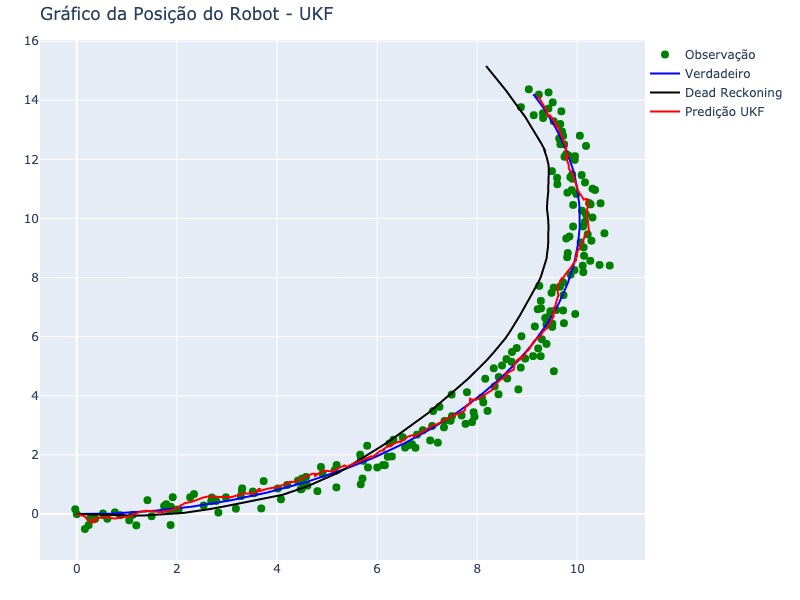 Gráfico da Posição do Robot - UKF
Observação
Verdadeiro
Dead Reckoning
Predição UKF
16
14
12
10
8
6
4
2
0
0 2 4 6 8 10